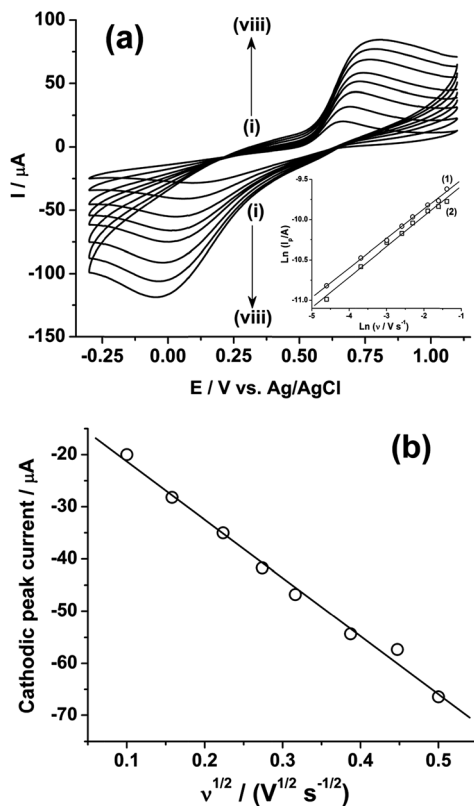 (a)
(viii)
(i)
(i)
(viii)
I / μA
100
50
0
-50
-100
-150
-0.25 0.00 0.25 0.50 0.75 1.00
E / V vs. Ag/AgCl
Ln (Ip/A)
-9.5
-10.0
-10.5
-11.0
-5 -4 -3 -2 -1
Ln (ν / V s-1)
(1)
(2)
(b)
Cathodic peak current / μA
-20
-30
-40
-50
-60
-70
0.1 0.2 0.3 0.4 0.5
ν1/2 / (V1/2 s-1/2)